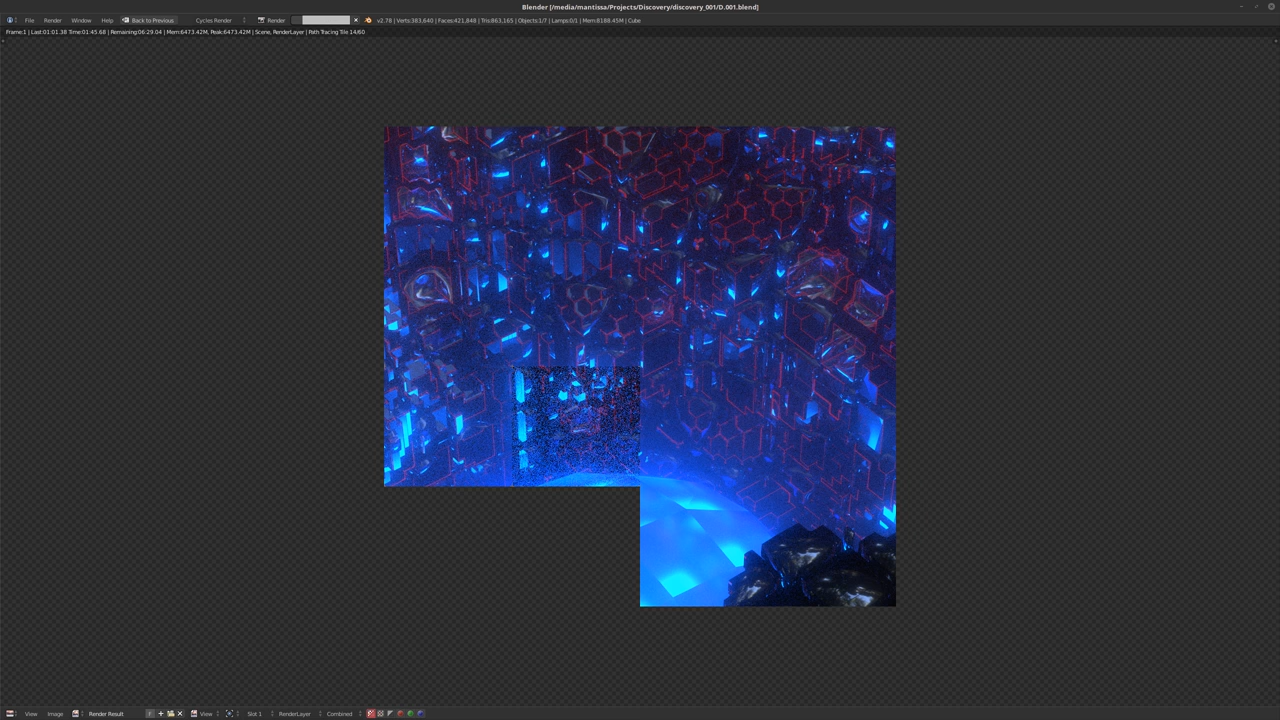 Blender [/media/mantissa/Projects/Discovery/discovery_001/D.001.blend]
File Render Window Help Back to Previous Cycles Render Render v2.78 | Verts:383,640 | Faces:421,848 | Tris:863,165 | Objects:1/7 | Lamps:0/1 | Mem:8188.45M | Cube
Frame:1 | Last:01:01.38 Time:01:45.68 | Remaining:06:29.04 | Mem:6473.42M, Peak:6473.42M | Scene, RenderLayer | Path Tracing Tile 14/60
View Image Render Result F View Slot 1 RenderLayer Combined